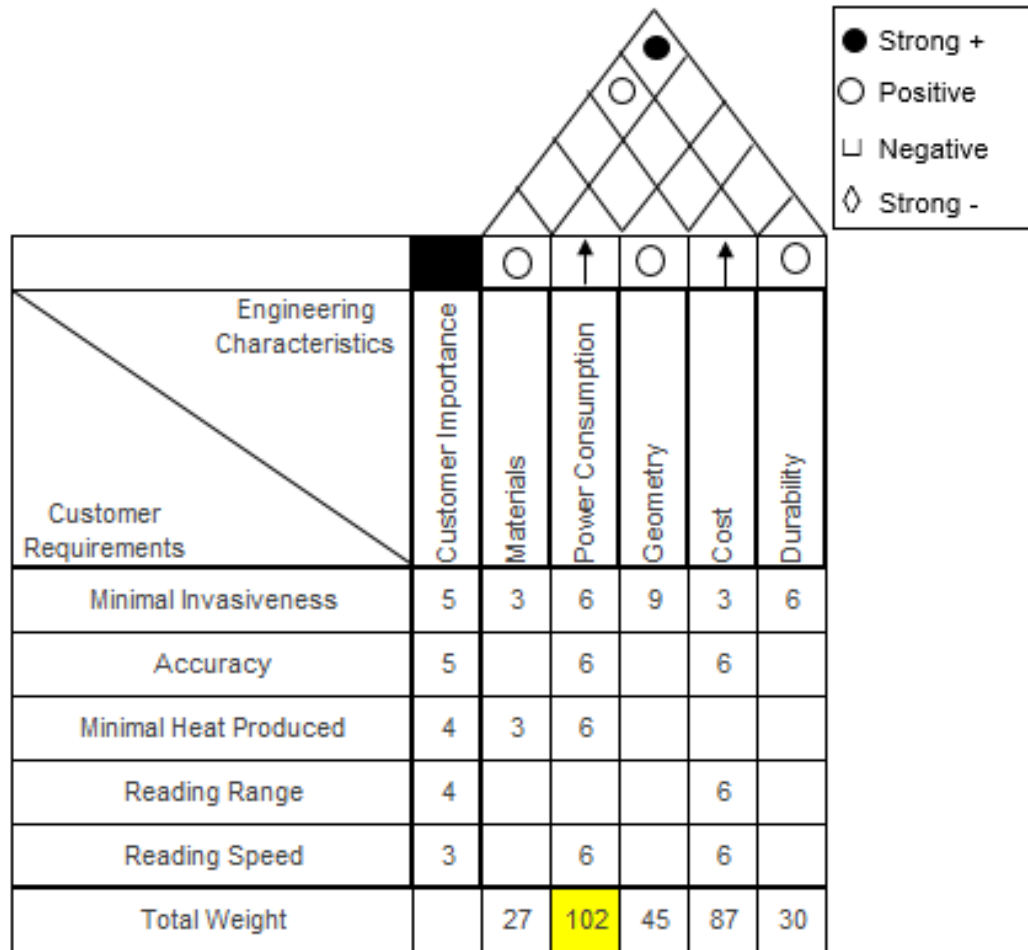 Strong +
Positive
Negative
Strong -
Engineering
Characteristics
Customer
Requirements
Customer Importance
Materials
Power Consumption
Geometry
Cost
Durability
Minimal Invasiveness 5 3 6 9 3 6
Accuracy 5 6 6
Minimal Heat Produced 4 3 6
Reading Range 4 6
Reading Speed 3 6 6
Total Weight 27 102 45 87 30